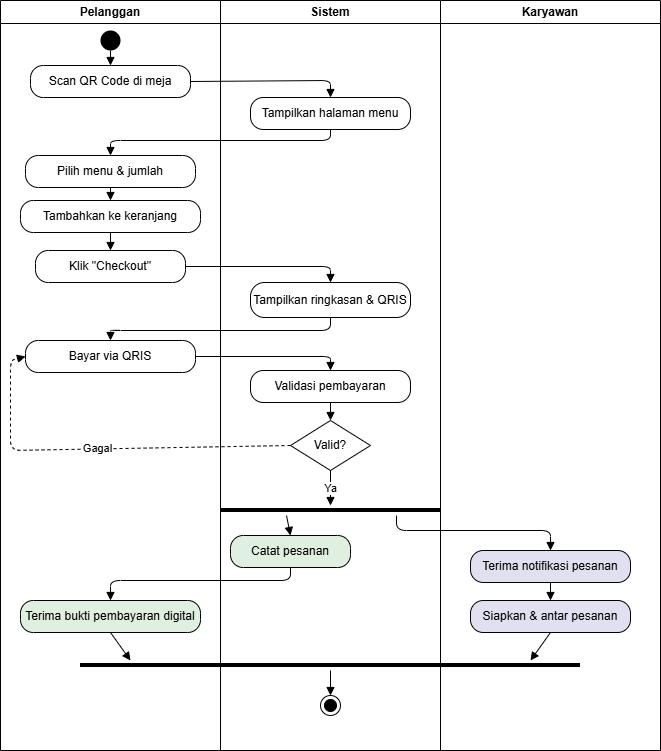 Pelanggan
Sistem
Karyawan
Scan QR Code di meja
Tampilkan halaman menu
Pilih menu & jumlah
Tambahkan ke keranjang
Klik "Checkout"
Tampilkan ringkasan & QRIS
Bayar via QRIS
Validasi pembayaran
Valid?
Gagal
Ya
Catat pesanan
Terima notifikasi pesanan
Terima bukti pembayaran digital
Siapkan & antar pesanan